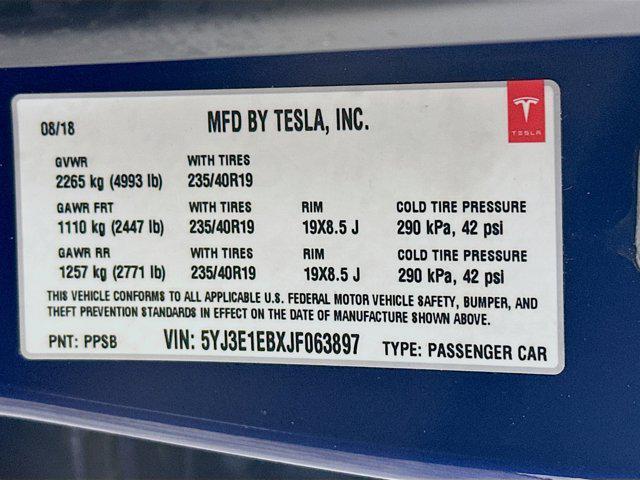 08/18 MFD BY TESLA, INC.
TESLA
GVWR WITH TIRES
2265 kg (4993 lb) 235/40R19
GAWR FRT WITH TIRES RIM COLD TIRE PRESSURE
1110 kg (2447 lb) 235/40R19 19X8.5 J 290 kPa, 42 psi
GAWR RR WITH TIRES RIM COLD TIRE PRESSURE
1257 kg (2771 lb) 235/40R19 19X8.5 J 290 kPa, 42 psi
THIS VEHICLE CONFORMS TO ALL APPLICABLE U.S. FEDERAL MOTOR VEHICLE SAFETY, BUMPER, AND
THEFT PREVENTION STANDARDS IN EFFECT ON THE DATE OF MANUFACTURE SHOWN ABOVE.
PNT: PPSB VIN: 5YJ3E1EBXJF063897 TYPE: PASSENGER CAR